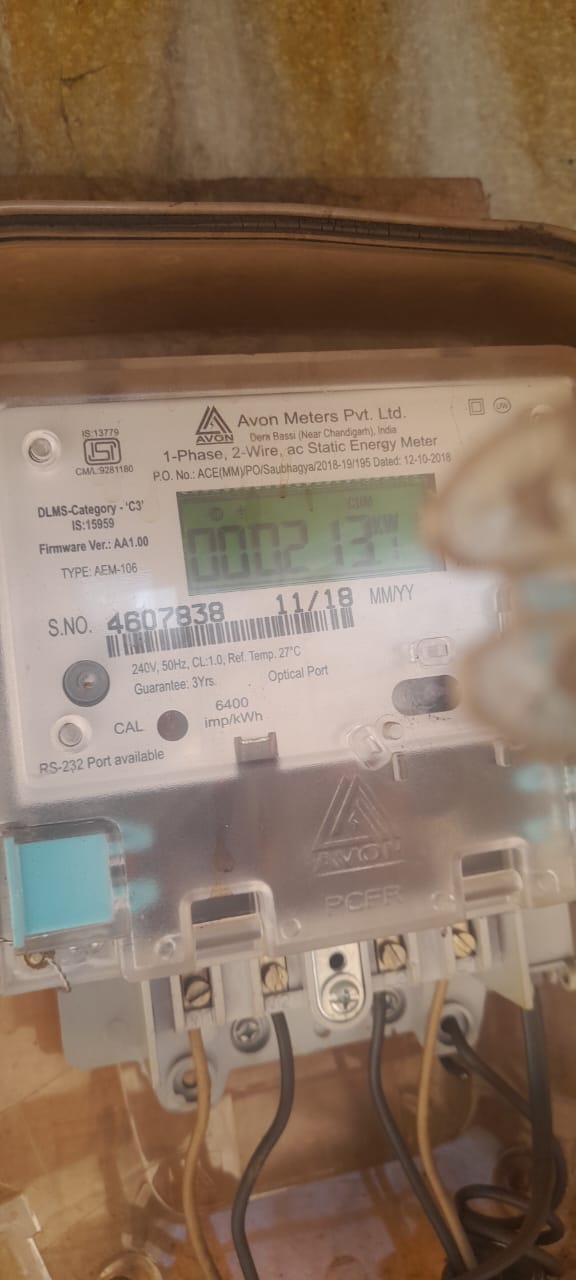 IS:13779
CM/L:9281180
AVON
Avon Meters Pvt. Ltd.
Dera Bassi (Near Chandigarh), India
1-Phase, 2-Wire, ac Static Energy Meter
P.O. No.: ACE(MM)/PO/Saubhagya/2018-19/195 Dated: 12-10-2018
DLMS-Category - 'C3'
IS:15959
Firmware Ver.: AA1.00
TYPE: AEM-106
CUM
KW
S.NO. 4607838 11/18 MM/YY
240V, 50Hz, CL:1.0, Ref. Temp. 27°C
Guarantee: 3Yrs. Optical Port
CAL 6400
imp/kWh
RS-232 Port available
AVON